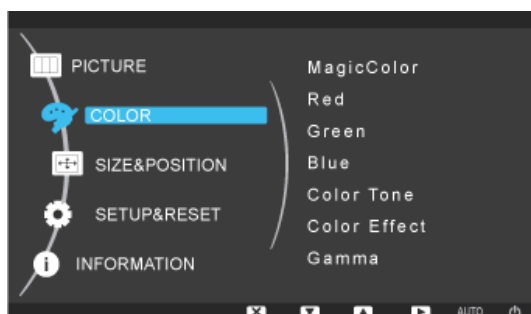 PICTURE
COLOR
SIZE&POSITION
SETUP&RESET
INFORMATION
MagicColor
Red
Green
Blue
Color Tone
Color Effect
Gamma
AUTO